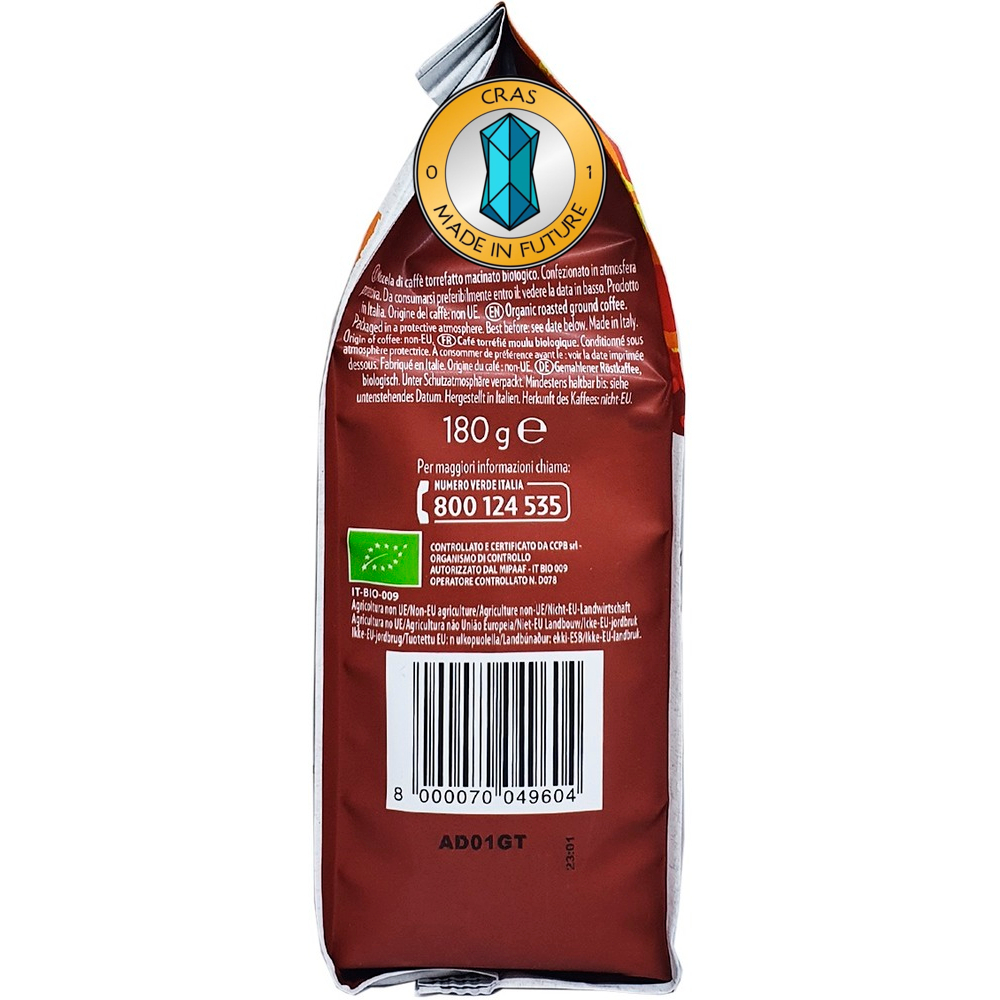 CRAS
0 1
MADE IN FUTURE
di caffè torrefatto macinato biologico. Confezionato in atmosfera
Da consumarsi preferibilmente entro il: vedere la data in basso. Prodotto
in Italia. Origine del caffè: non UE. EN Organic roasted ground coffee.
Packaged in a protective atmosphere. Best before: see date below. Made in Italy.
Origin of coffee: non-EU. FR Café torréfié moulu biologique. Conditionné sous
atmosphère protectrice. A consommer de préférence avant le : voir la date imprimée
dessous. Fabriqué en Italie. Origine du café : non-UE. DE Gemahlener Röstkaffee,
biologisch. Unter Schutzatmosphäre verpackt. Mindestens haltbar bis: siehe
untenstehendes Datum. Hergestellt in Italien. Herkunft des Kaffees: nicht-EU.
180 g e
Per maggiori informazioni chiama:
NUMERO VERDE ITALIA
800 124 535
CONTROLLATO E CERTIFICATO DA CCPB srl -
ORGANISMO DI CONTROLLO
AUTORIZZATO DAL MIPAAF - IT BIO 009
OPERATORE CONTROLLATO N. D078
IT-BIO-009
Agricoltura non UE/Non-EU agriculture/Agriculture non-UE/Nicht-EU-Landwirtschaft
Agricultura no UE/Agricultura não União Europeia/Niet-EU Landbouw/Icke-EU-jordbruk
Ikke-EU-jordbrug/Tuotettu EU: n ulkopuolella/Landbúnaður: ekki-ESB/Ikke-EU-landbruk.
8 000070 049604
AD01GT
23:01